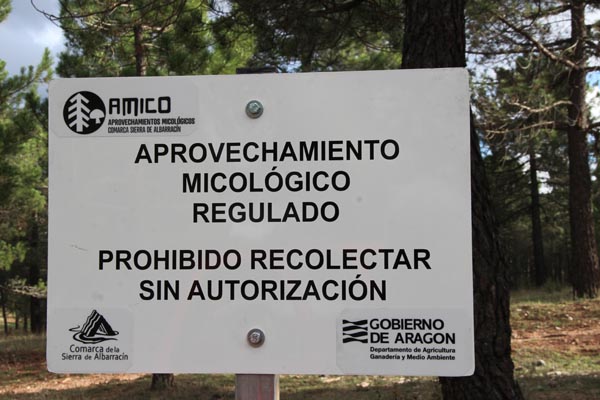 AMICO
APROVECHAMIENTOS MICOLÓGICOS
COMARCA SIERRA DE ALBARRACÍN
APROVECHAMIENTO
MICOLÓGICO
REGULADO
PROHIBIDO RECOLECTAR
SIN AUTORIZACIÓN
Comarca de la
Sierra de Albarracín
GOBIERNO
DE ARAGON
Departamento de Agricultura
Ganadería y Medio Ambiente